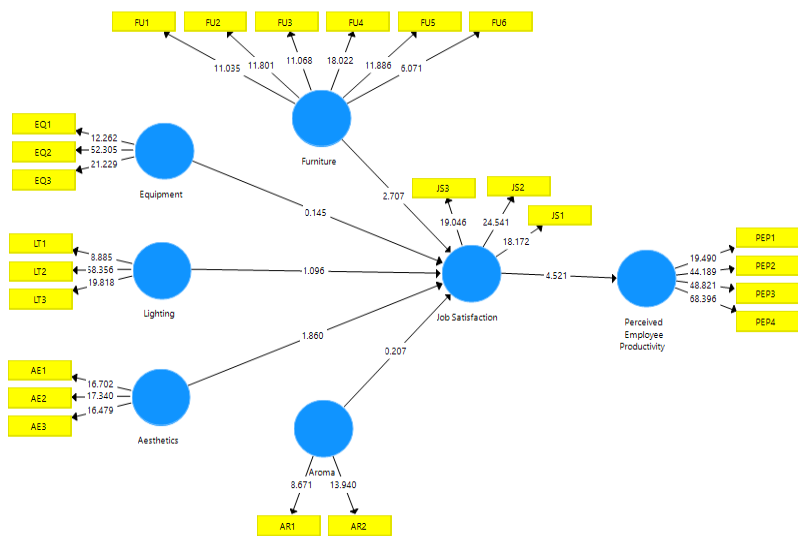 FU1
FU2
FU3
FU4
FU5
FU6
11.035
11.801
11.068
18.022
11.886
6.071
Furniture
EQ1
EQ2
EQ3
12.262
52.305
21.229
Equipment
2.707
0.145
JS3
JS2
JS1
19.046
24.541
18.172
LT1
LT2
LT3
8.885
58.356
19.818
Lighting
1.096
Job Satisfaction
4.521
PEP1
PEP2
PEP3
PEP4
19.490
44.189
48.821
68.396
Perceived
Employee
Productivity
1.860
0.207
AE1
AE2
AE3
16.702
17.340
16.479
Aesthetics
Aroma
8.671
13.940
AR1
AR2